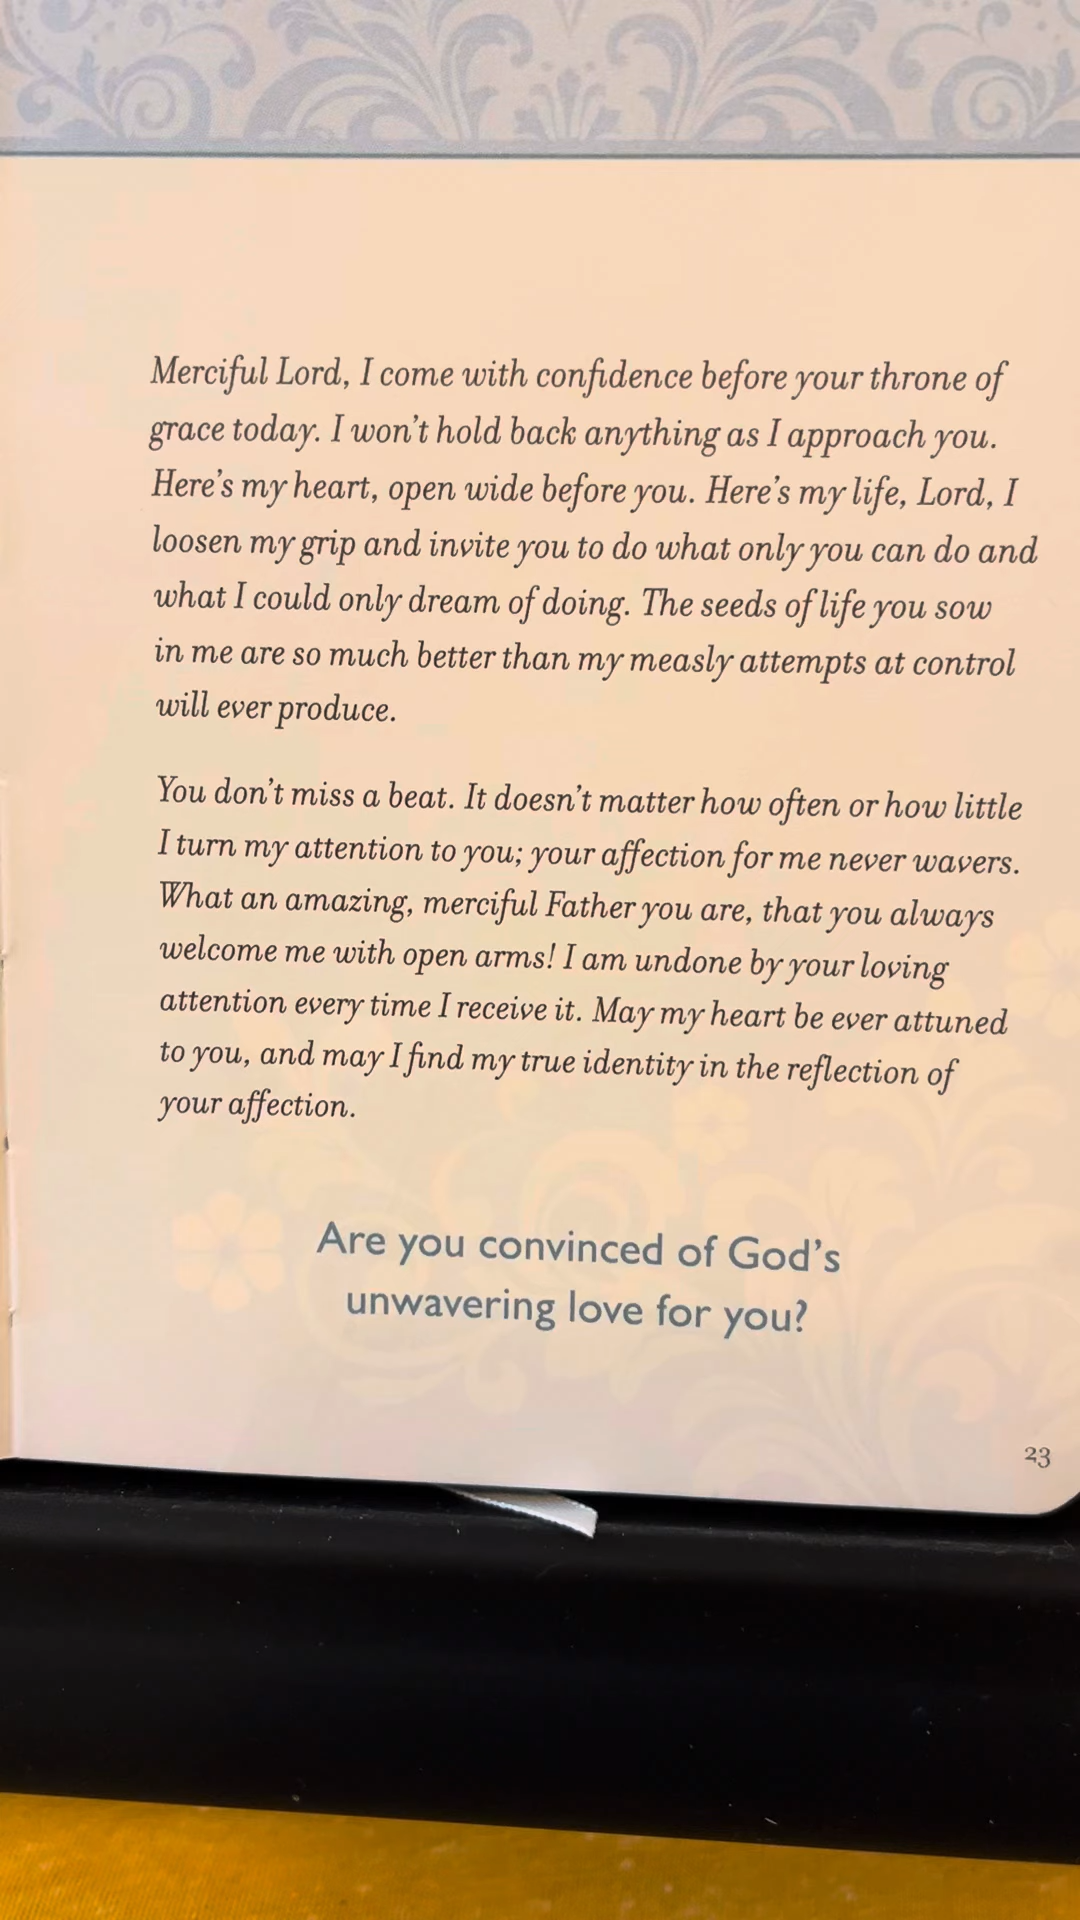 Merciful Lord, I come with confidence before your throne of
grace today. I won't hold back anything as I approach you.
Here's my heart, open wide before you. Here's my life, Lord, I
loosen my grip and invite you to do what only you can do and
what I could only dream of doing. The seeds of life you sow
in me are so much better than my measly attempts at control
will ever produce.
You don't miss a beat. It doesn't matter how often or how little
I turn my attention to you; your affection for me never wavers.
What an amazing, merciful Father you are, that you always
welcome me with open arms! I am undone by your loving
attention every time I receive it. May my heart be ever attuned
to you, and may I find my true identity in the reflection of
your affection.
Are you convinced of God's
unwavering love for you?
23